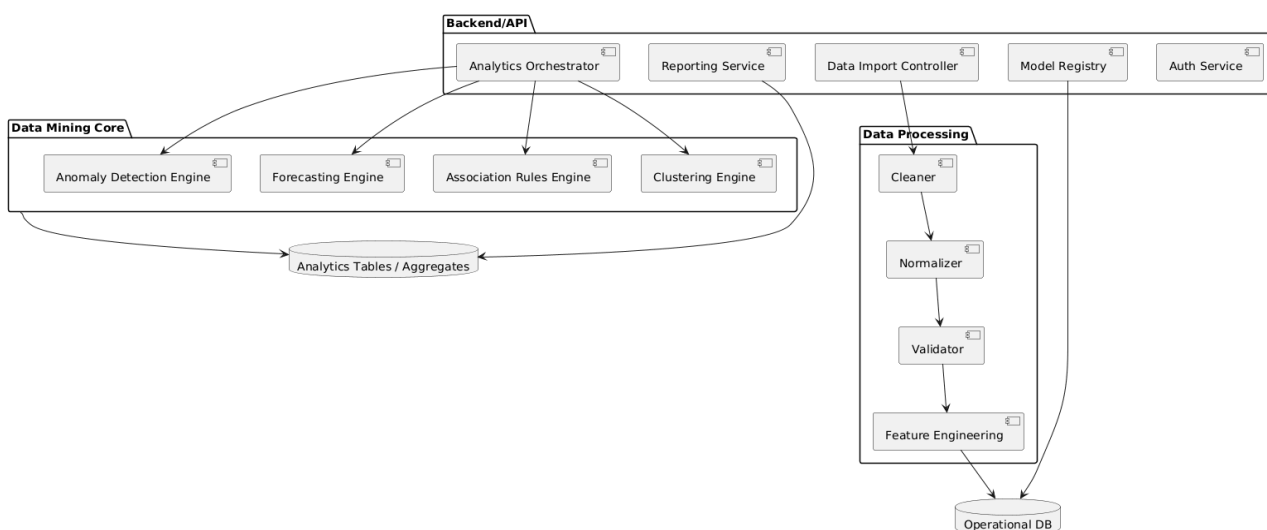 Backend/API
Analytics Orchestrator
Reporting Service
Data Import Controller
Model Registry
Auth Service
Data Mining Core
Data Processing
Anomaly Detection Engine
Forecasting Engine
Association Rules Engine
Clustering Engine
Cleaner
Analytics Tables / Aggregates
Normalizer
Validator
Feature Engineering
Operational DB